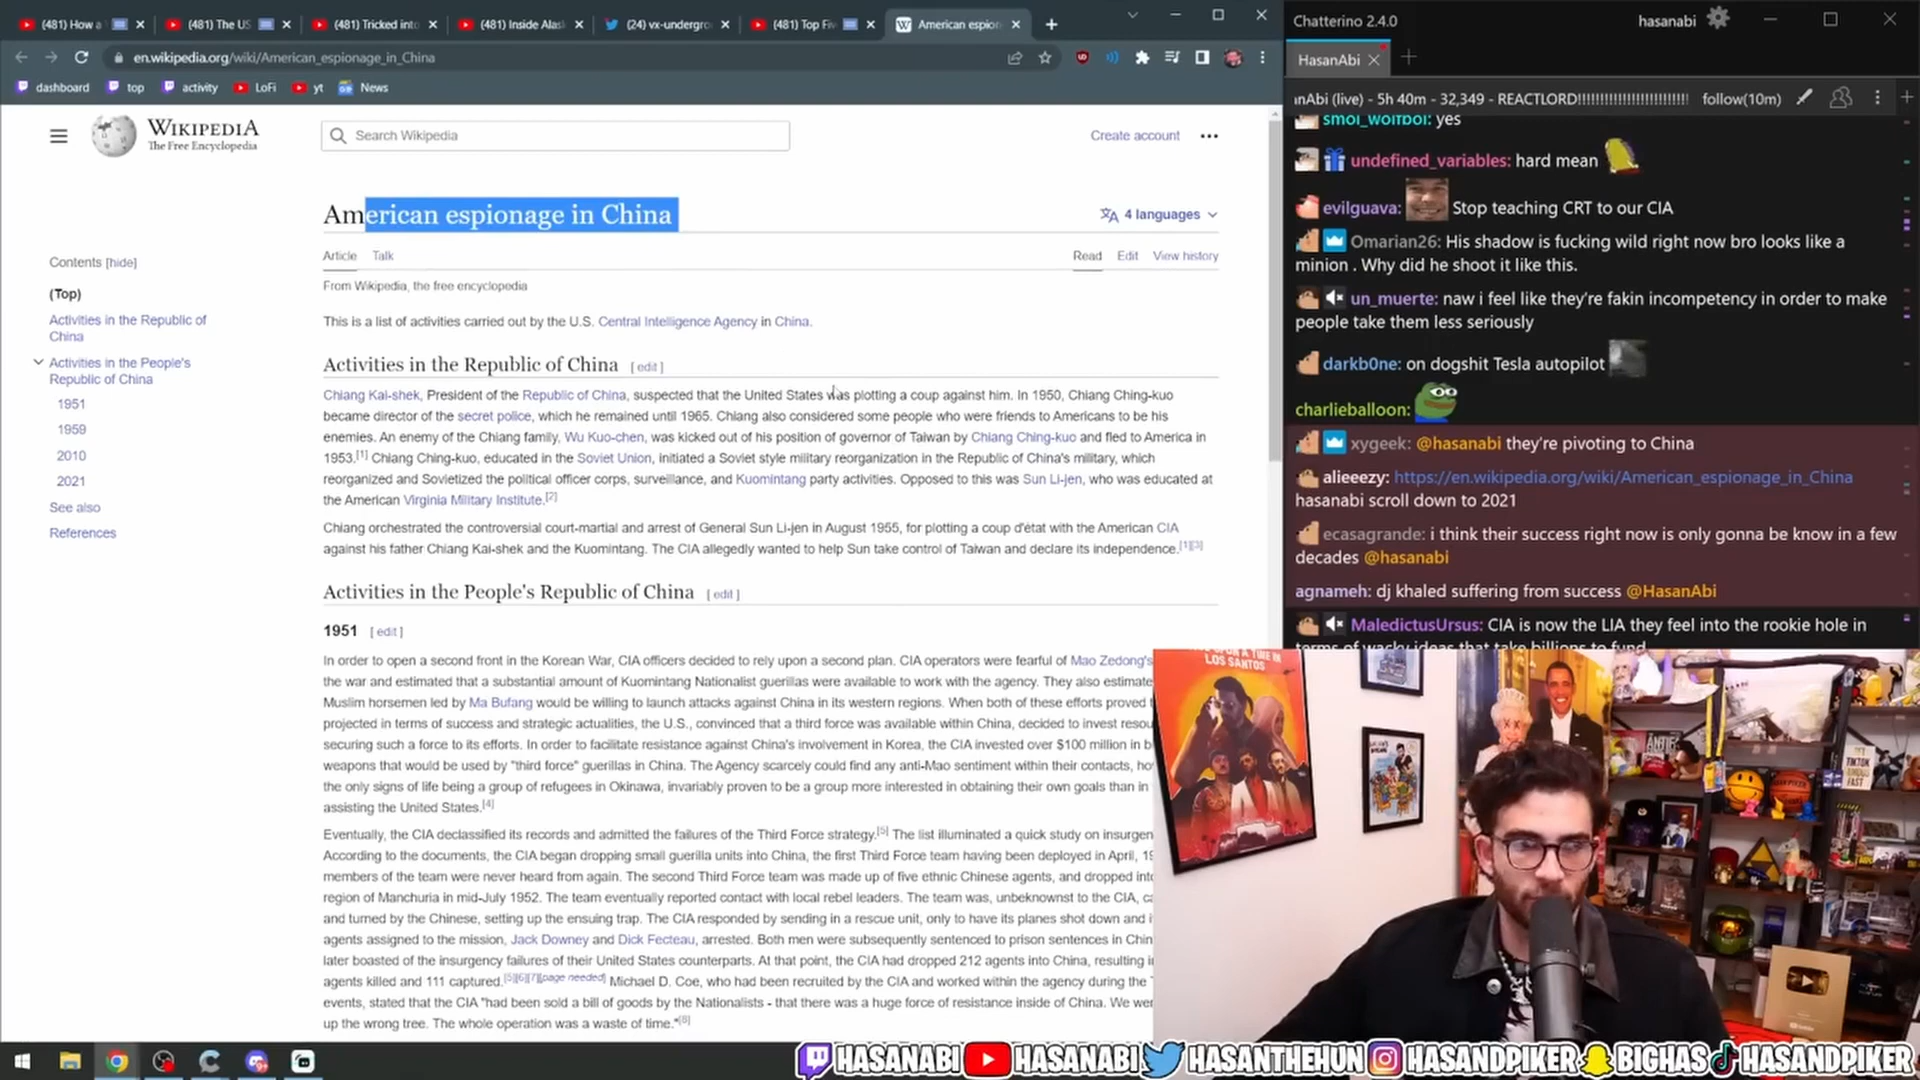 (481) How a
(481) The US
(481) Tricked into
(481) Inside Alas
(24) vx-undergro
(481) Top Fiv
American espion
en.wikipedia.org/wiki/American_espionage_in_China
dashboard
top
activity
LoFi
yt
News
WIKIPEDIA
The Free Encyclopedia
Search Wikipedia
Create account
American espionage in China
4 languages
Article
Talk
Read
Edit
View history
From Wikipedia, the free encyclopedia
Contents [hide]
(Top)
Activities in the Republic of
China
Activities in the People's
Republic of China
1951
1959
2010
2021
See also
References
This is a list of activities carried out by the U.S. Central Intelligence Agency in China.
Activities in the Republic of China [ edit ]
Chiang Kai-shek, President of the Republic of China, suspected that the United States was plotting a coup against him. In 1950, Chiang Ching-kuo
became director of the secret police, which he remained until 1965. Chiang also considered some people who were friends to Americans to be his
enemies. An enemy of the Chiang family, Wu Kuo-chen, was kicked out of his position of governor of Taiwan by Chiang Ching-kuo and fled to America in
1953.[1] Chiang Ching-kuo, educated in the Soviet Union, initiated a Soviet style military reorganization in the Republic of China's military, which
reorganized and Sovietized the political officer corps, surveillance, and Kuomintang party activities. Opposed to this was Sun Li-jen, who was educated at
the American Virginia Military Institute.[2]
Chiang orchestrated the controversial court-martial and arrest of General Sun Li-jen in August 1955, for plotting a coup d'état with the American CIA
against his father Chiang Kai-shek and the Kuomintang. The CIA allegedly wanted to help Sun take control of Taiwan and declare its independence.[1][3]
Activities in the People's Republic of China [ edit ]
1951 [ edit ]
In order to open a second front in the Korean War, CIA officers decided to rely upon a second plan. CIA operators were fearful of Mao Zedong's
the war and estimated that a substantial amount of Kuomintang Nationalist guerillas were available to work with the agency. They also estimate
Muslim horsemen led by Ma Bufang would be willing to launch attacks against China in its western regions. When both of these efforts proved
projected in terms of success and strategic actualities, the U.S., convinced that a third force was available within China, decided to invest resou
securing such a force to its efforts. In order to facilitate resistance against China's involvement in Korea, the CIA invested over $100 million in b
weapons that would be used by "third force" guerillas in China. The Agency scarcely could find any anti-Mao sentiment within their contacts, ho
the only signs of life being a group of refugees in Okinawa, invariably proven to be a group more interested in obtaining their own goals than in
assisting the United States.[4]
Eventually, the CIA declassified its records and admitted the failures of the Third Force strategy.[5] The list illuminated a quick study on insurgen
According to the documents, the CIA began dropping small guerilla units into China, the first Third Force team having been deployed in April, 19
members of the team were never heard from again. The second Third Force team was made up of five ethnic Chinese agents, and dropped into
region of Manchuria in mid-July 1952. The team eventually reported contact with local rebel leaders. The team was, unbeknownst to the CIA, ca
and turned by the Chinese, setting up the ensuing trap. The CIA responded by sending in a rescue unit, only to have its planes shot down and i
agents assigned to the mission, Jack Downey and Dick Fecteau, arrested. Both men were subsequently sentenced to prison sentences in Chin
later boasted of the insurgency failures of their United States counterparts. At that point, the CIA had dropped 212 agents into China, resulting i
agents killed and 111 captured.[5][6][7][page needed] Michael D. Coe, who had been recruited by the CIA and worked within the agency during the
events, stated that the CIA "had been sold a bill of goods by the Nationalists - that there was a huge force of resistance inside of China. We wer
up the wrong tree. The whole operation was a waste of time."[8]
Chatterino 2.4.0
hasanabi
HasanAbi
nAbi (live) - 5h 40m - 32,349 - REACTLORD!!!!!!!!!!!!!!!!!!!!!!!!! follow(10m)
smol_wolfboi: yes
undefined_variables: hard mean
evilguava: Stop teaching CRT to our CIA
Omarian26: His shadow is fucking wild right now bro looks like a
minion . Why did he shoot it like this.
un_muerte: naw i feel like they're fakin incompetency in order to make
people take them less seriously
darkb0ne: on dogshit Tesla autopilot
charlieballoon:
xygeek: @hasanabi they're pivoting to China
alieeezy: https://en.wikipedia.org/wiki/American_espionage_in_China
hasanabi scroll down to 2021
ecasagrande: i think their success right now is only gonna be know in a few
decades @hasanabi
agnameh: dj khaled suffering from success @HasanAbi
MaledictusUrsus: CIA is now the LIA they feel into the rookie hole in
terms of wacky ideas that take billions to fund
LOS SANTOS
TIKTOK
FAST
HASANABI
HASANABI
HASANTHEHUN
HASANDPIKER
BIGHAS
HASANDPIKER